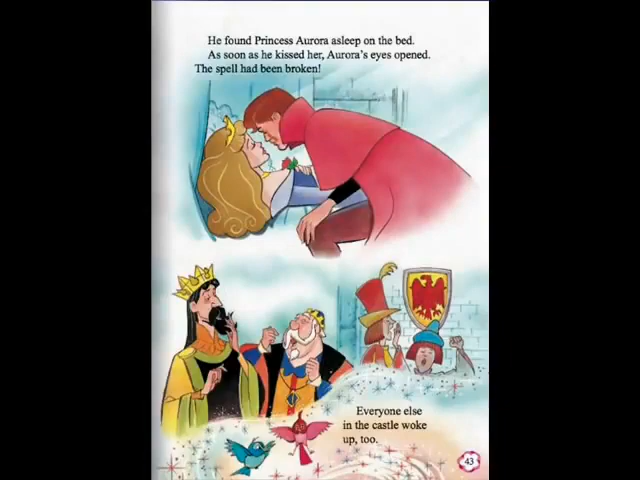 He found Princess Aurora asleep on the bed.
As soon as he kissed her, Aurora's eyes opened.
The spell had been broken!
Everyone else
in the castle woke
up, too.
43